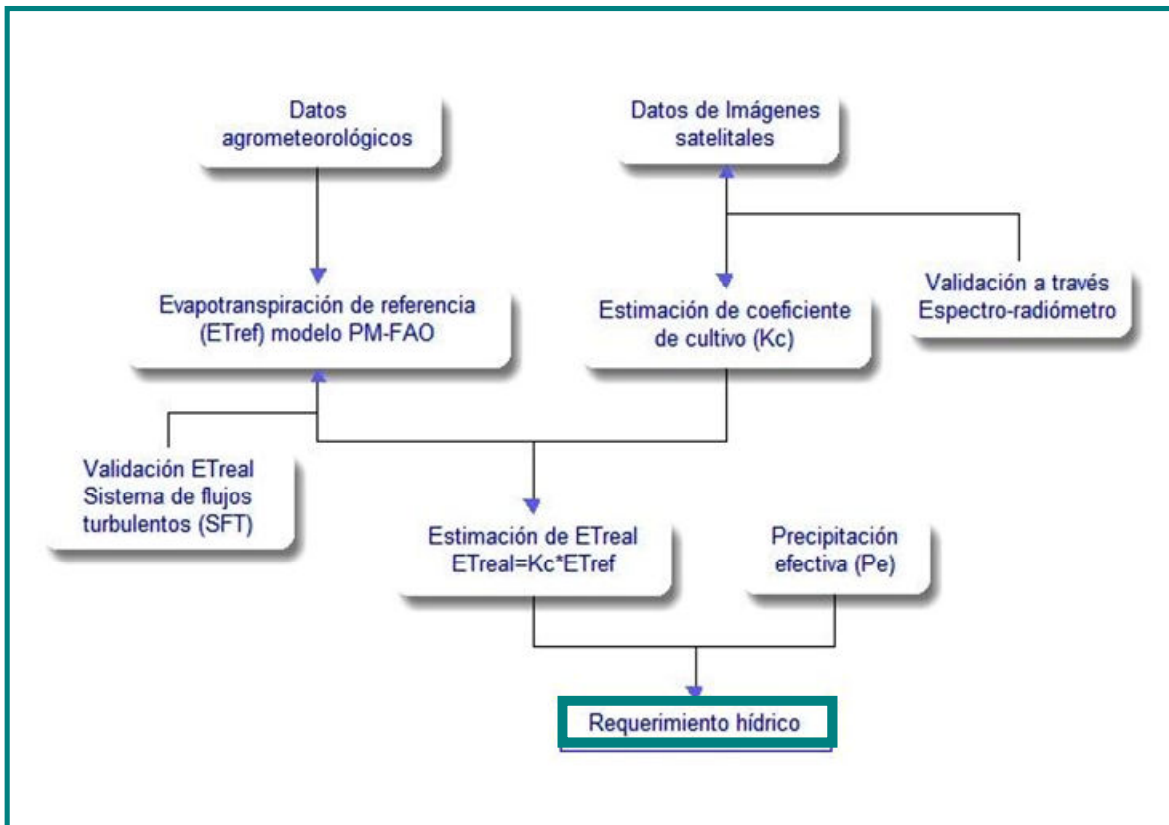 Datos
agrometeorológicos
Datos de Imágenes
satelitales
Evapotranspiración de referencia
(ETref) modelo PM-FAO
Estimación de coeficiente
de cultivo (Kc)
Validación a través
Espectro-radiómetro
Validación ETreal
Sistema de flujos
turbulentos (SFT)
Estimación de ETreal
ETreal=Kc*ETref
Precipitación
efectiva (Pe)
Requerimiento hídrico